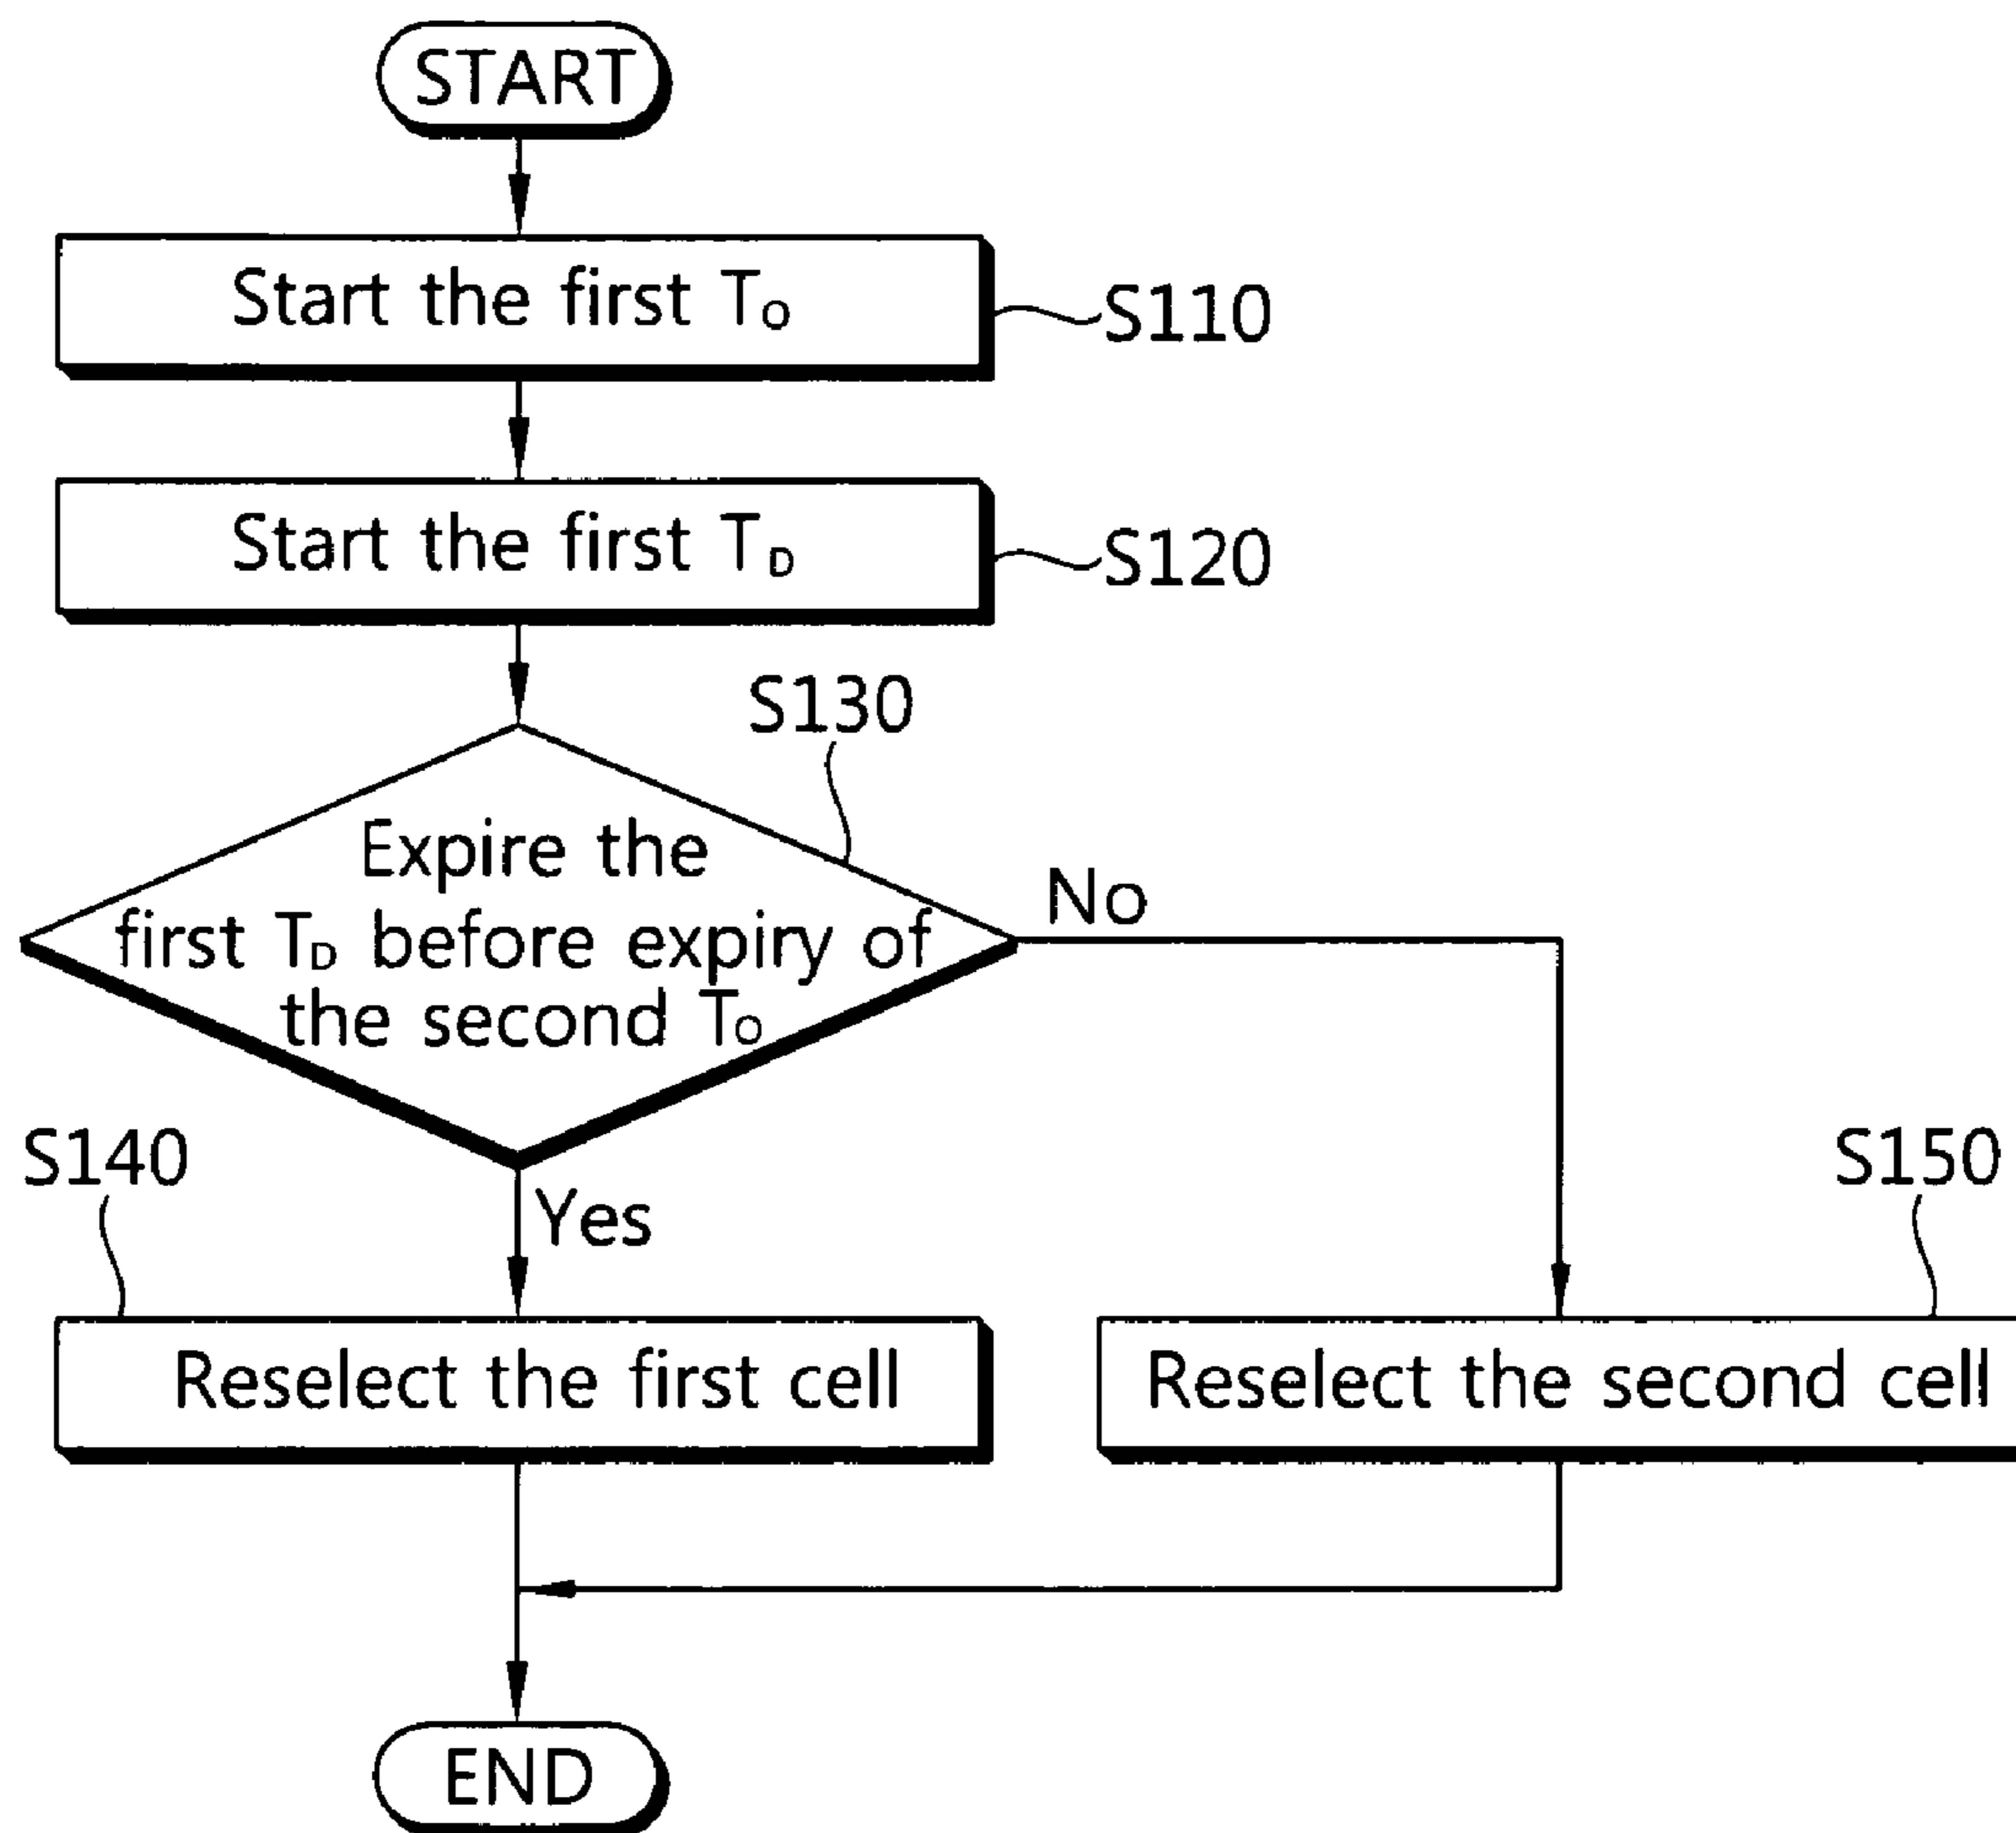 START
Start the first TO
S110
Start the first TD
S120
S130
Expire the
first TD before expiry of
the second TO
No
S140
Yes
S150
Reselect the first cell
Reselect the second cell
END